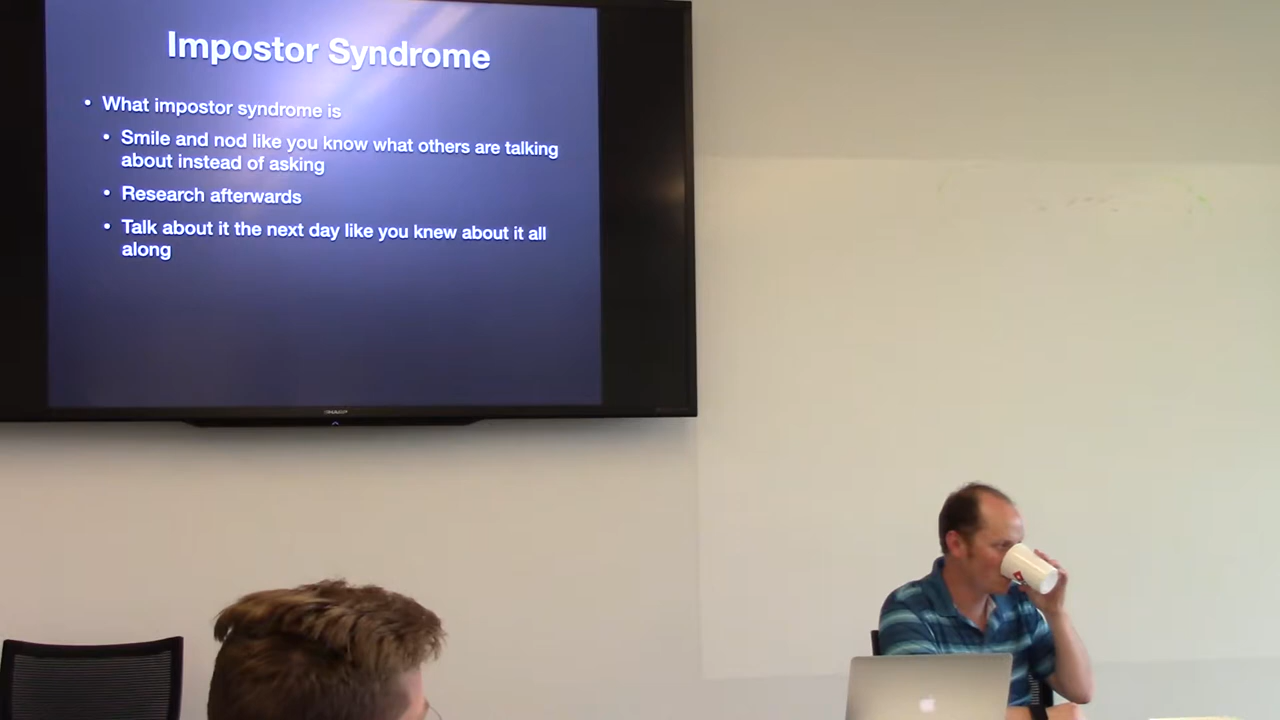 Impostor Syndrome
• What impostor syndrome is
• Smile and nod like you know what others are talking
about instead of asking
• Research afterwards
• Talk about it the next day like you knew about it all
along
SHARP